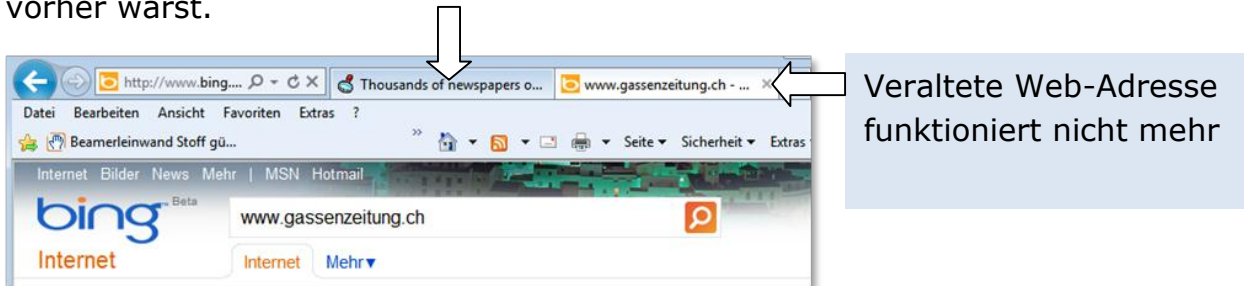 vorher warst.
http://www.bing.... Thousands of newspapers o... www.gassenzeitung.ch - ...
Datei Bearbeiten Ansicht Favoriten Extras ?
Beamerleinwand Stoff gü... » Seite Sicherheit Extras
Internet Bilder News Mehr | MSN Hotmail
bing Beta
www.gassenzeitung.ch
Internet Internet Mehr
Veraltete Web-Adresse
funktioniert nicht mehr